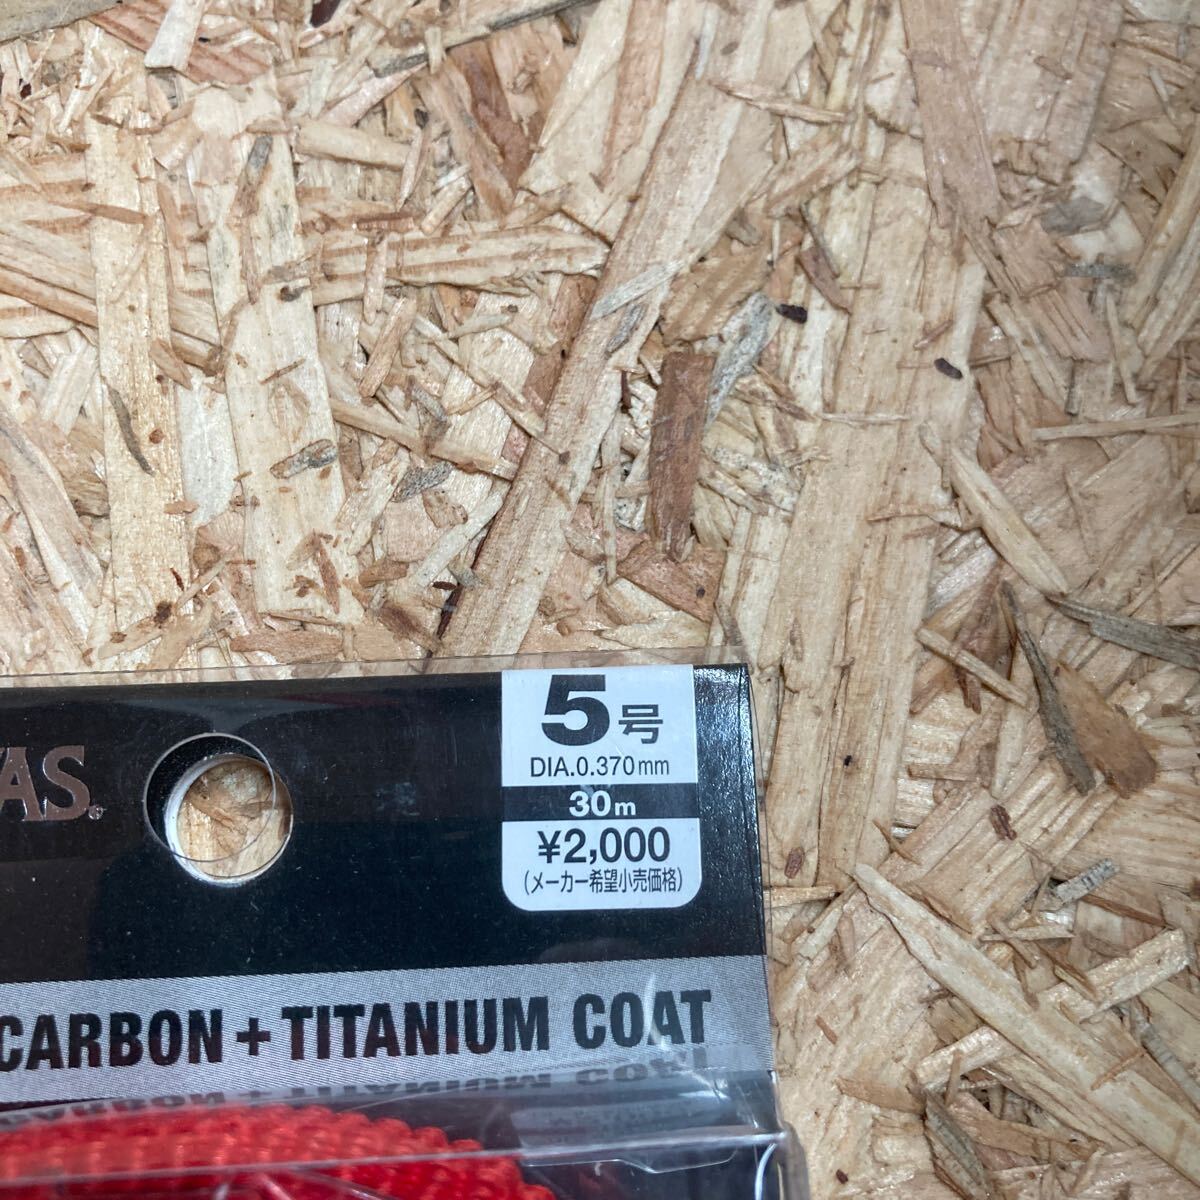 5号
DIA.0.370mm
30m
¥2,000
(メーカー希望小売価格)
CARBON + TITANIUM COAT